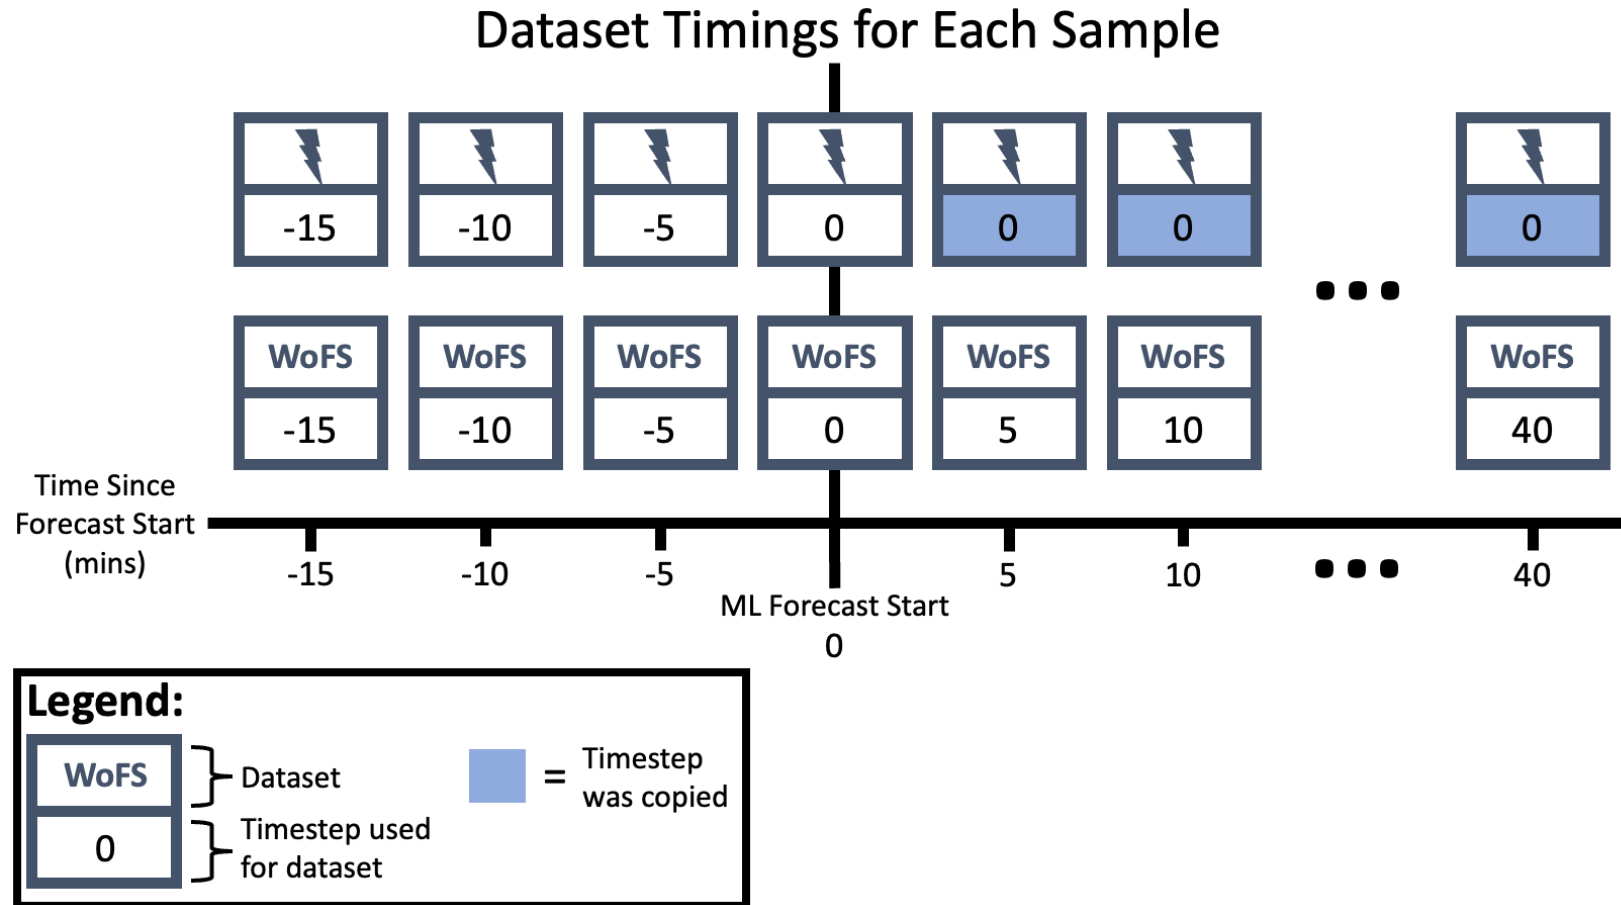 Dataset Timings for Each Sample
-15 -10 -5 0 0 0 0
WoFS WoFS WoFS WoFS WoFS WoFS WoFS
-15 -10 -5 0 5 10 40
Time Since
Forecast Start
(mins)
-15 -10 -5 5 10 40
ML Forecast Start
0
Legend:
WoFS
Dataset
0
Timestep used
for dataset
=
Timestep
was copied